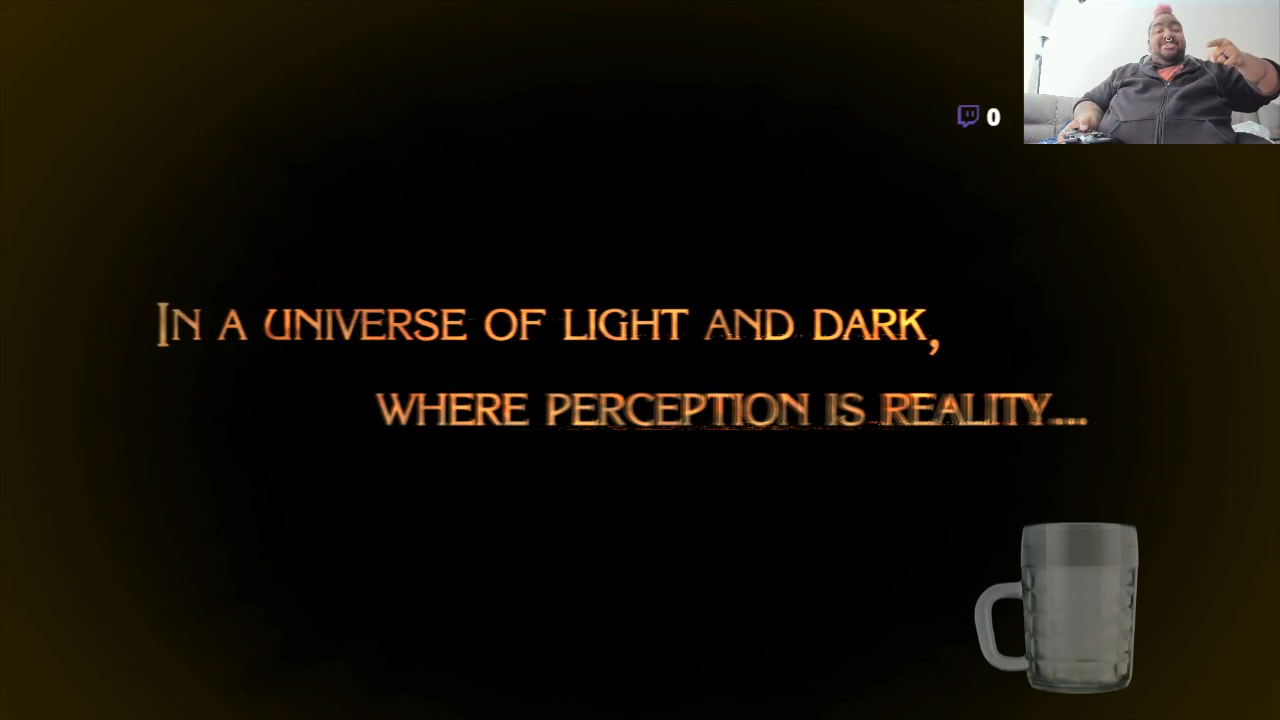 0
In a universe of light and dark,
where perception is reality...